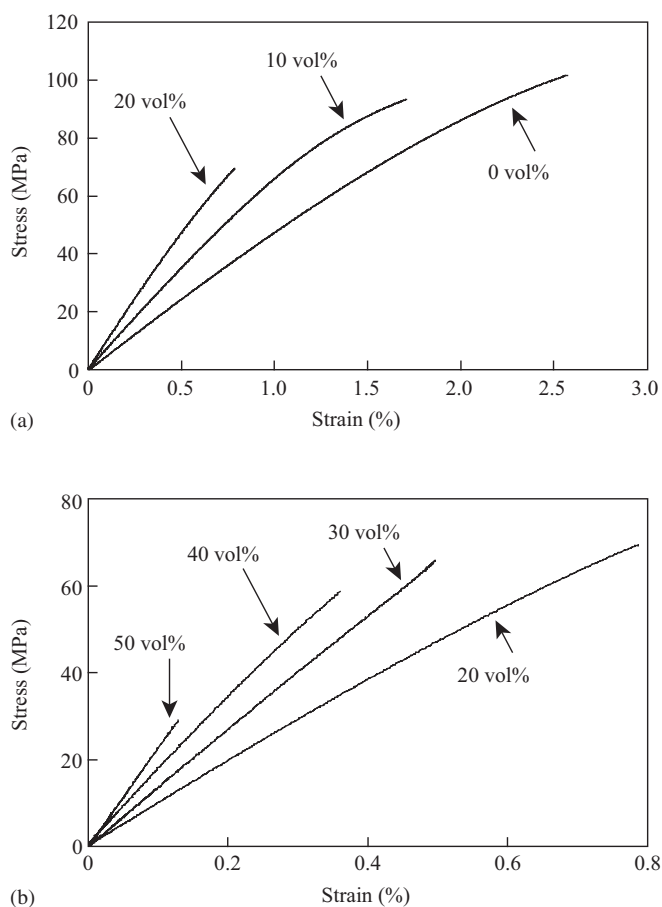 120
100
80
60
40
20
0
Stress (MPa)
20 vol%
10 vol%
0 vol%
0 0.5 1.0 1.5 2.0 2.5 3.0
Strain (%)
(a)
80
60
40
20
0
Stress (MPa)
50 vol%
40 vol%
30 vol%
20 vol%
0 0.2 0.4 0.6 0.8
Strain (%)
(b)